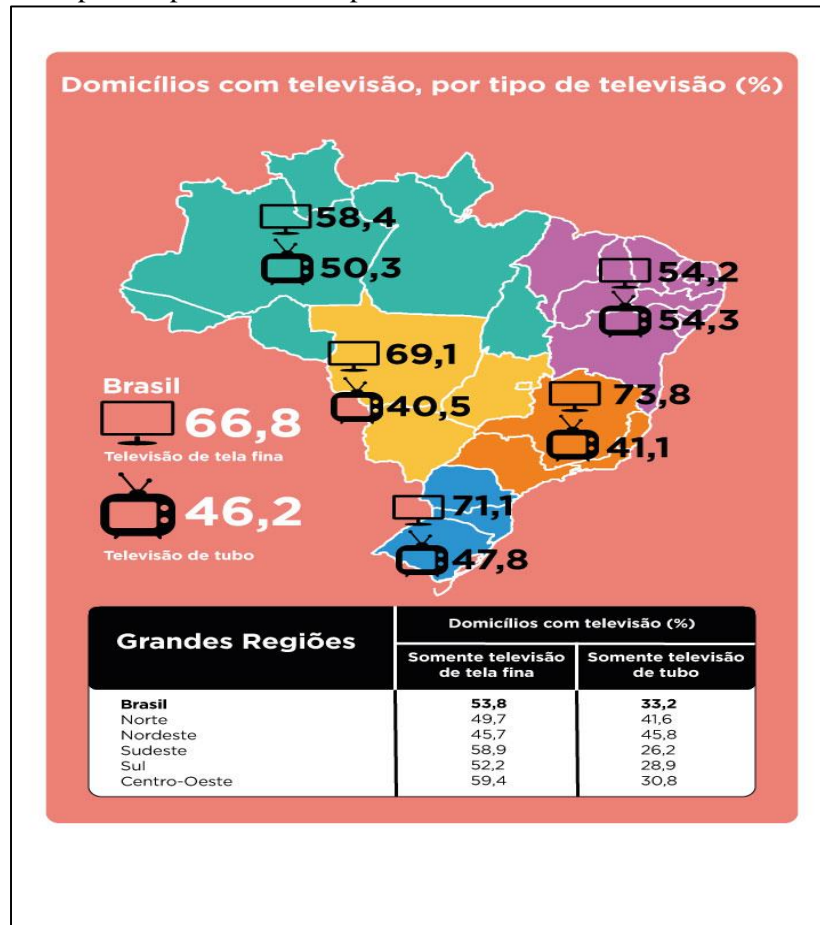 Domicílios com televisão, por tipo de televisão (%)
58,4
50,3
54,2
54,3
69,1
40,5
73,8
41,1
Brasil
66,8
Televisão de tela fina
46,2
Televisão de tubo
71,1
47,8
Grandes Regiões
Domicílios com televisão (%)
Somente televisão de tela fina
Somente televisão de tubo
Brasil 53,8 33,2
Norte 49,7 41,6
Nordeste 45,7 45,8
Sudeste 58,9 26,2
Sul 52,2 28,9
Centro-Oeste 59,4 30,8